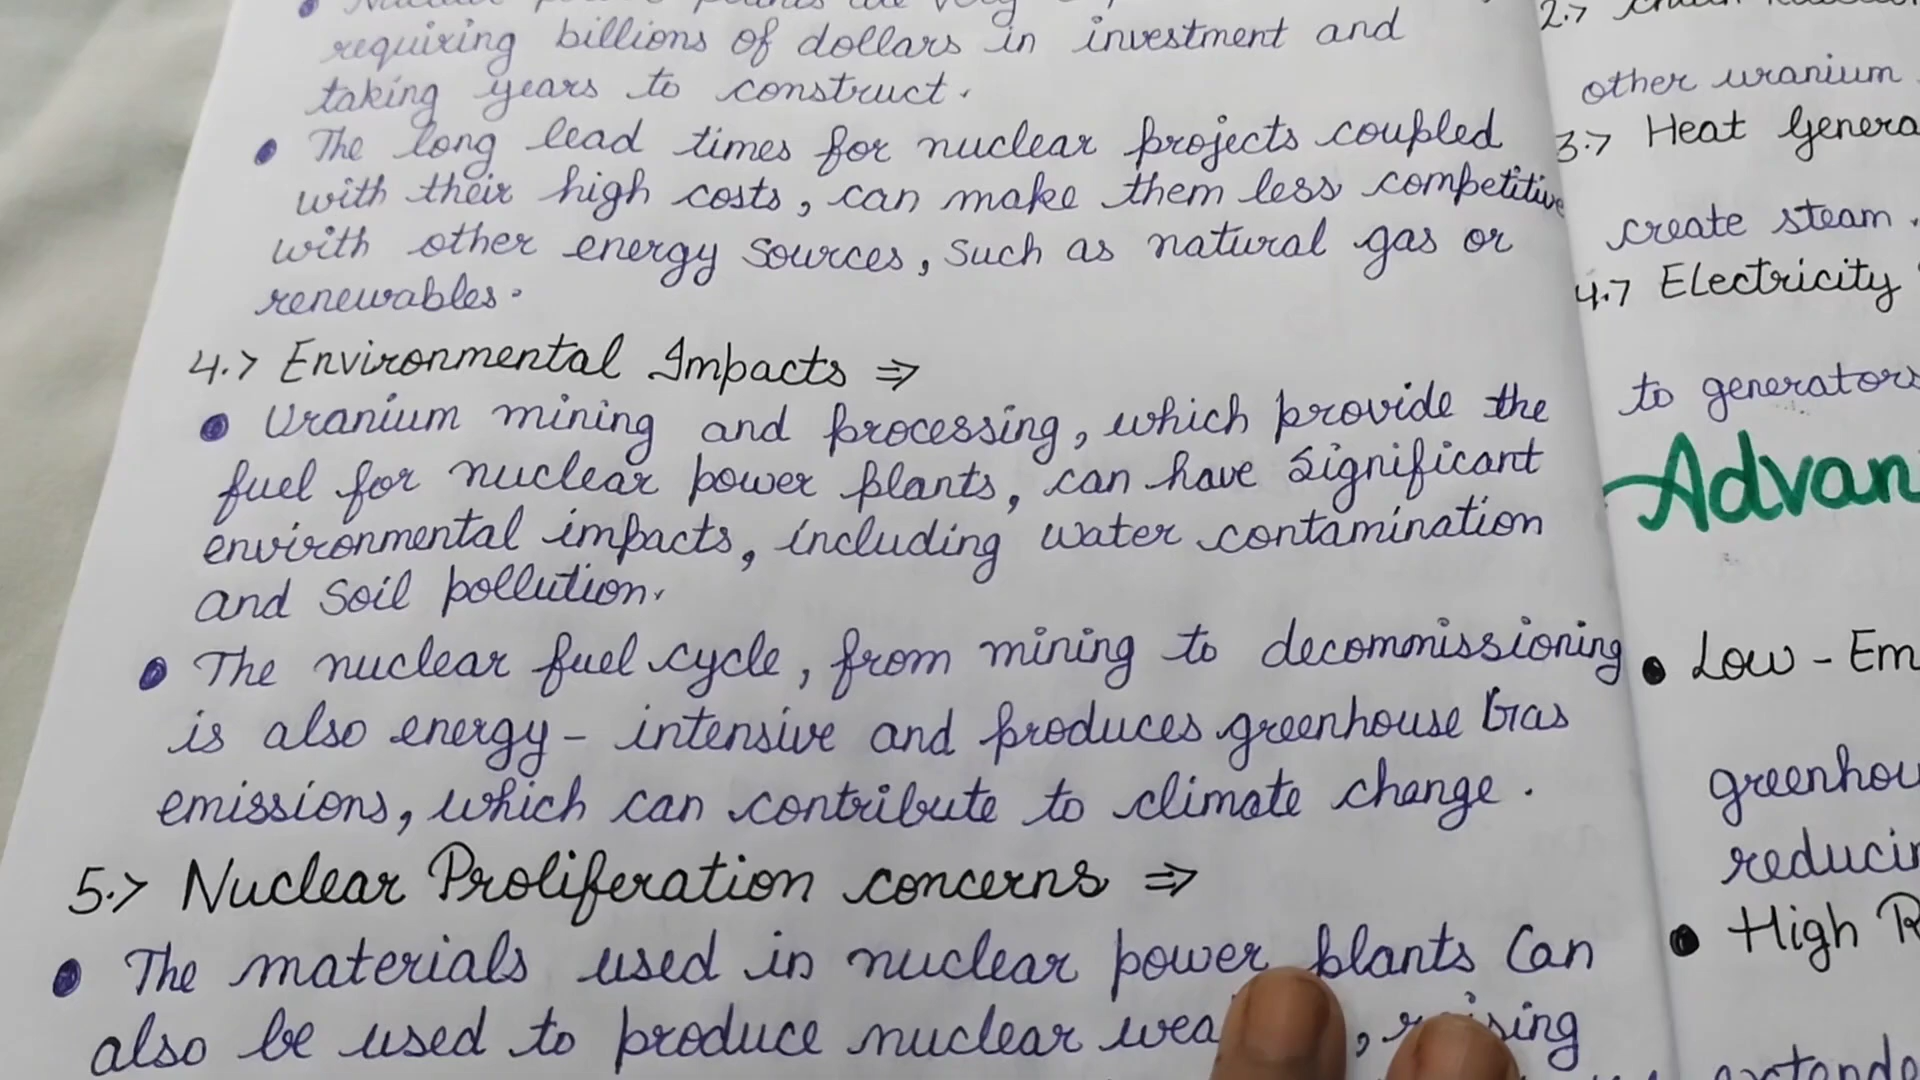 requiring billions of dollars in investment and
taking years to construct.
• The long lead times for nuclear projects coupled
with their high costs, can make them less competitive
with other energy sources, such as natural gas or
renewables.
4.> Environmental Impacts ⇒
• Uranium mining and processing, which provide the
fuel for nuclear power plants, can have significant
environmental impacts, including water contamination
and soil pollution.
• The nuclear fuel cycle, from mining to decommissioning
is also energy - intensive and produces greenhouse Gas
emissions, which can contribute to climate change.
5.> Nuclear Proliferation concerns ⇒
• The materials used in nuclear power plants Can
also be used to produce nuclear
2.>
other uranium
3.> Heat Genera
create steam.
4.> Electricity
to generators
Advan
• Low - Em
greenhou
reducin
• High R